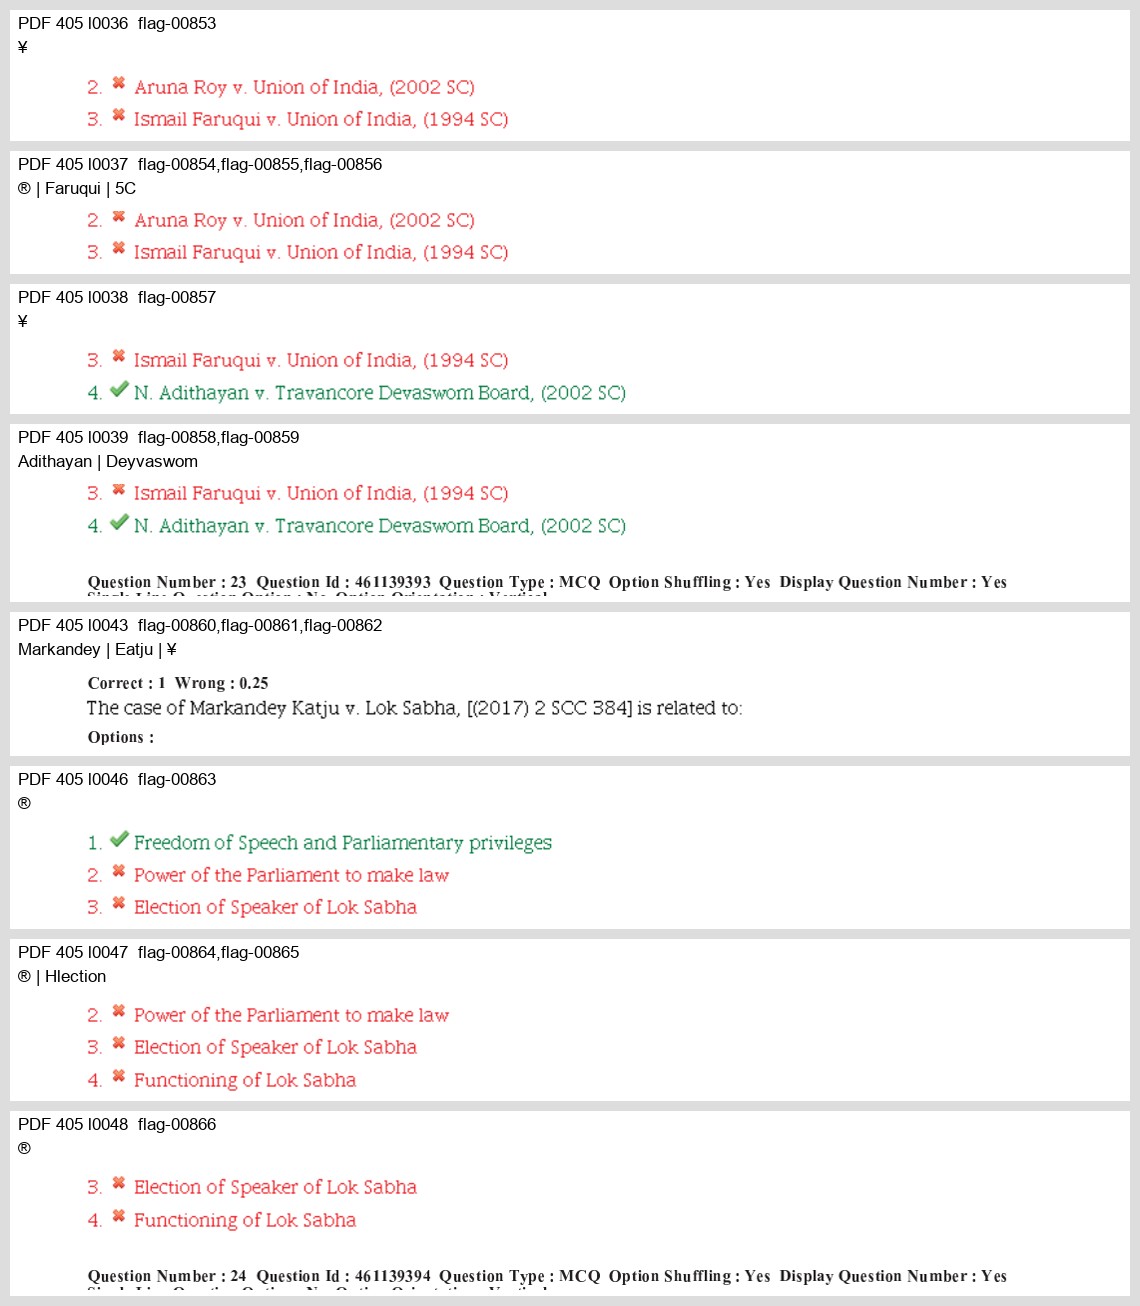 PDF 405 l0036 flag-00853
¥
2. Aruna Roy v. Union of India, (2002 SC)
3. Ismail Faruqui v. Union of India, (1994 SC)
PDF 405 l0037 flag-00854,flag-00855,flag-00856
® | Faruqui | 5C
2. Aruna Roy v. Union of India, (2002 SC)
3. Ismail Faruqui v. Union of India, (1994 SC)
PDF 405 l0038 flag-00857
¥
3. Ismail Faruqui v. Union of India, (1994 SC)
4. N. Adithayan v. Travancore Devaswom Board, (2002 SC)
PDF 405 l0039 flag-00858,flag-00859
Adithayan | Deyvaswom
3. Ismail Faruqui v. Union of India, (1994 SC)
4. N. Adithayan v. Travancore Devaswom Board, (2002 SC)
Question Number : 23 Question Id : 461139393 Question Type : MCQ Option Shuffling : Yes Display Question Number : Yes
PDF 405 l0043 flag-00860,flag-00861,flag-00862
Markandey | Eatju | ¥
Correct : 1 Wrong : 0.25
The case of Markandey Katju v. Lok Sabha, [(2017) 2 SCC 384] is related to:
Options :
PDF 405 l0046 flag-00863
®
1. Freedom of Speech and Parliamentary privileges
2. Power of the Parliament to make law
3. Election of Speaker of Lok Sabha
PDF 405 l0047 flag-00864,flag-00865
® | Hlection
2. Power of the Parliament to make law
3. Election of Speaker of Lok Sabha
4. Functioning of Lok Sabha
PDF 405 l0048 flag-00866
®
3. Election of Speaker of Lok Sabha
4. Functioning of Lok Sabha
Question Number : 24 Question Id : 461139394 Question Type : MCQ Option Shuffling : Yes Display Question Number : Yes